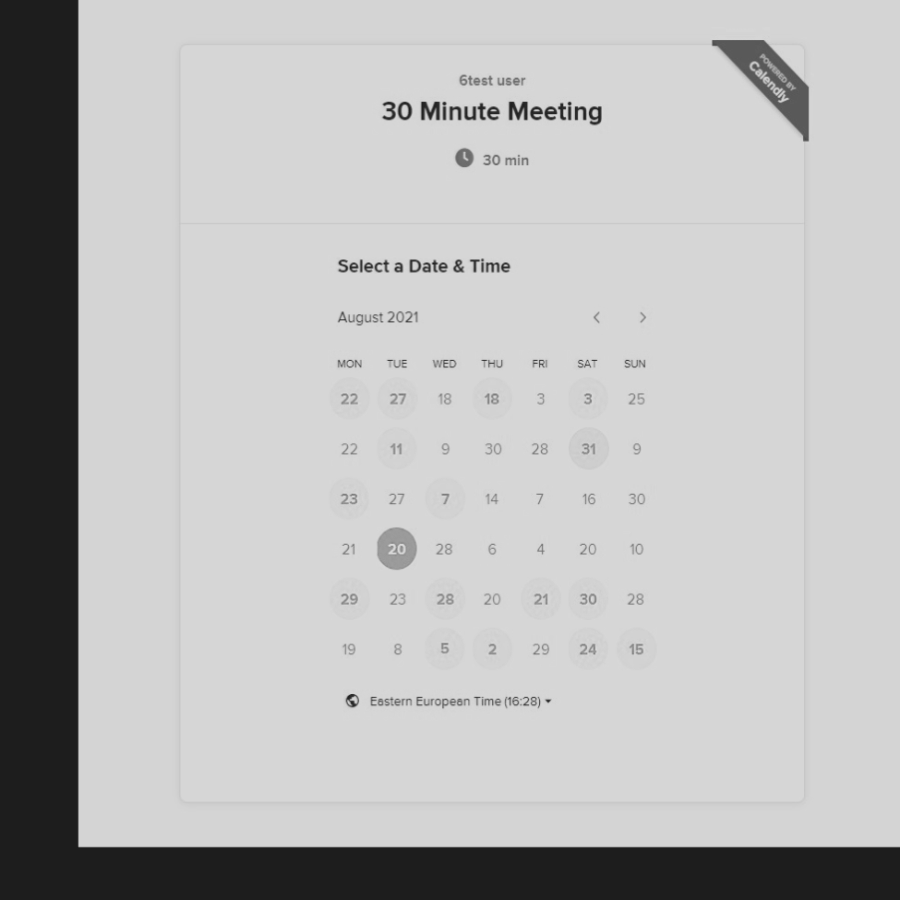 POWERED BY
Calendly
6test user
30 Minute Meeting
30 min
Select a Date & Time
August 2021
MON TUE WED THU FRI SAT SUN
22 27 18 18 3 3 25
22 11 9 30 28 31 9
23 27 7 14 7 16 30
21 20 28 6 4 20 10
29 23 28 20 21 30 28
19 8 5 2 29 24 15
Eastern European Time (16:28)